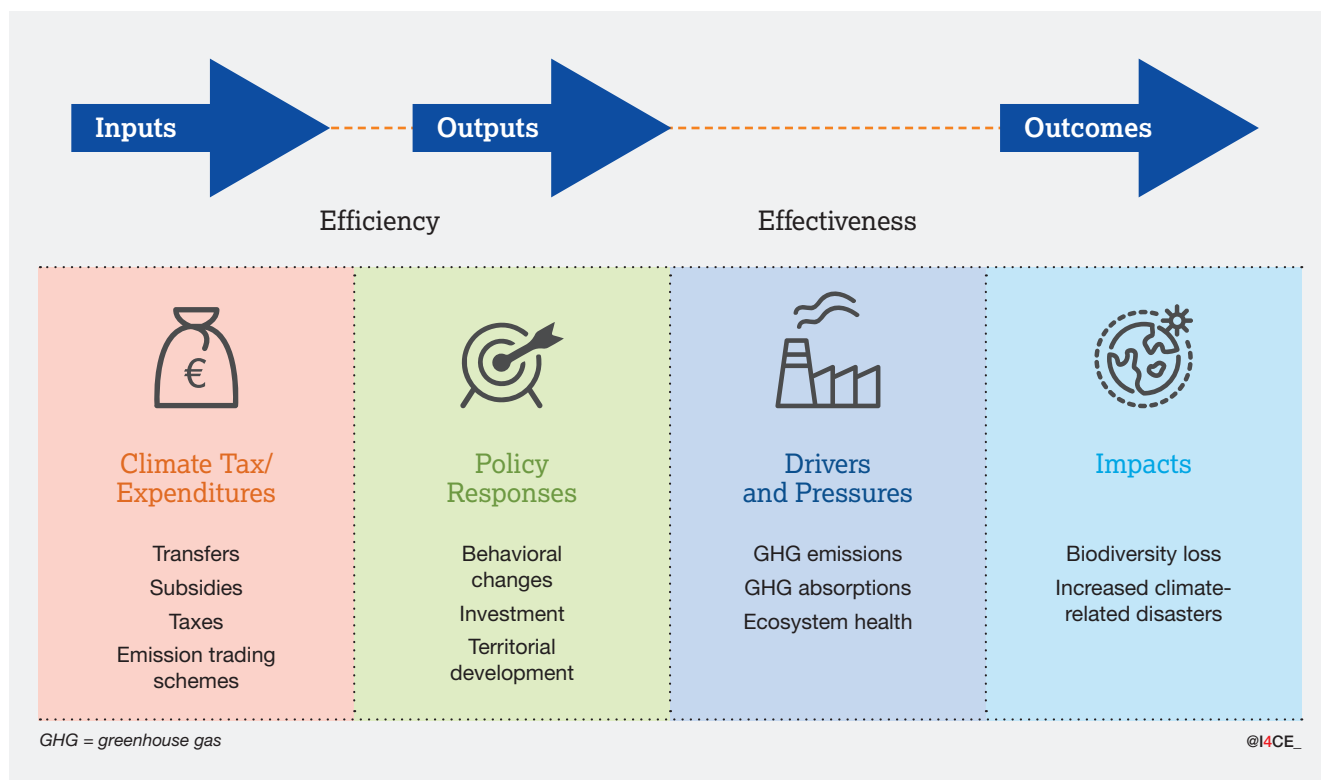 Inputs
Outputs
Outcomes
Efficiency
Effectiveness
€
Climate Tax/
Expenditures
Transfers
Subsidies
Taxes
Emission trading
schemes
Policy
Responses
Behavioral
changes
Investment
Territorial
development
Drivers
and Pressures
GHG emissions
GHG absorptions
Ecosystem health
Impacts
Biodiversity loss
Increased climate-
related disasters
GHG = greenhouse gas
@I4CE_